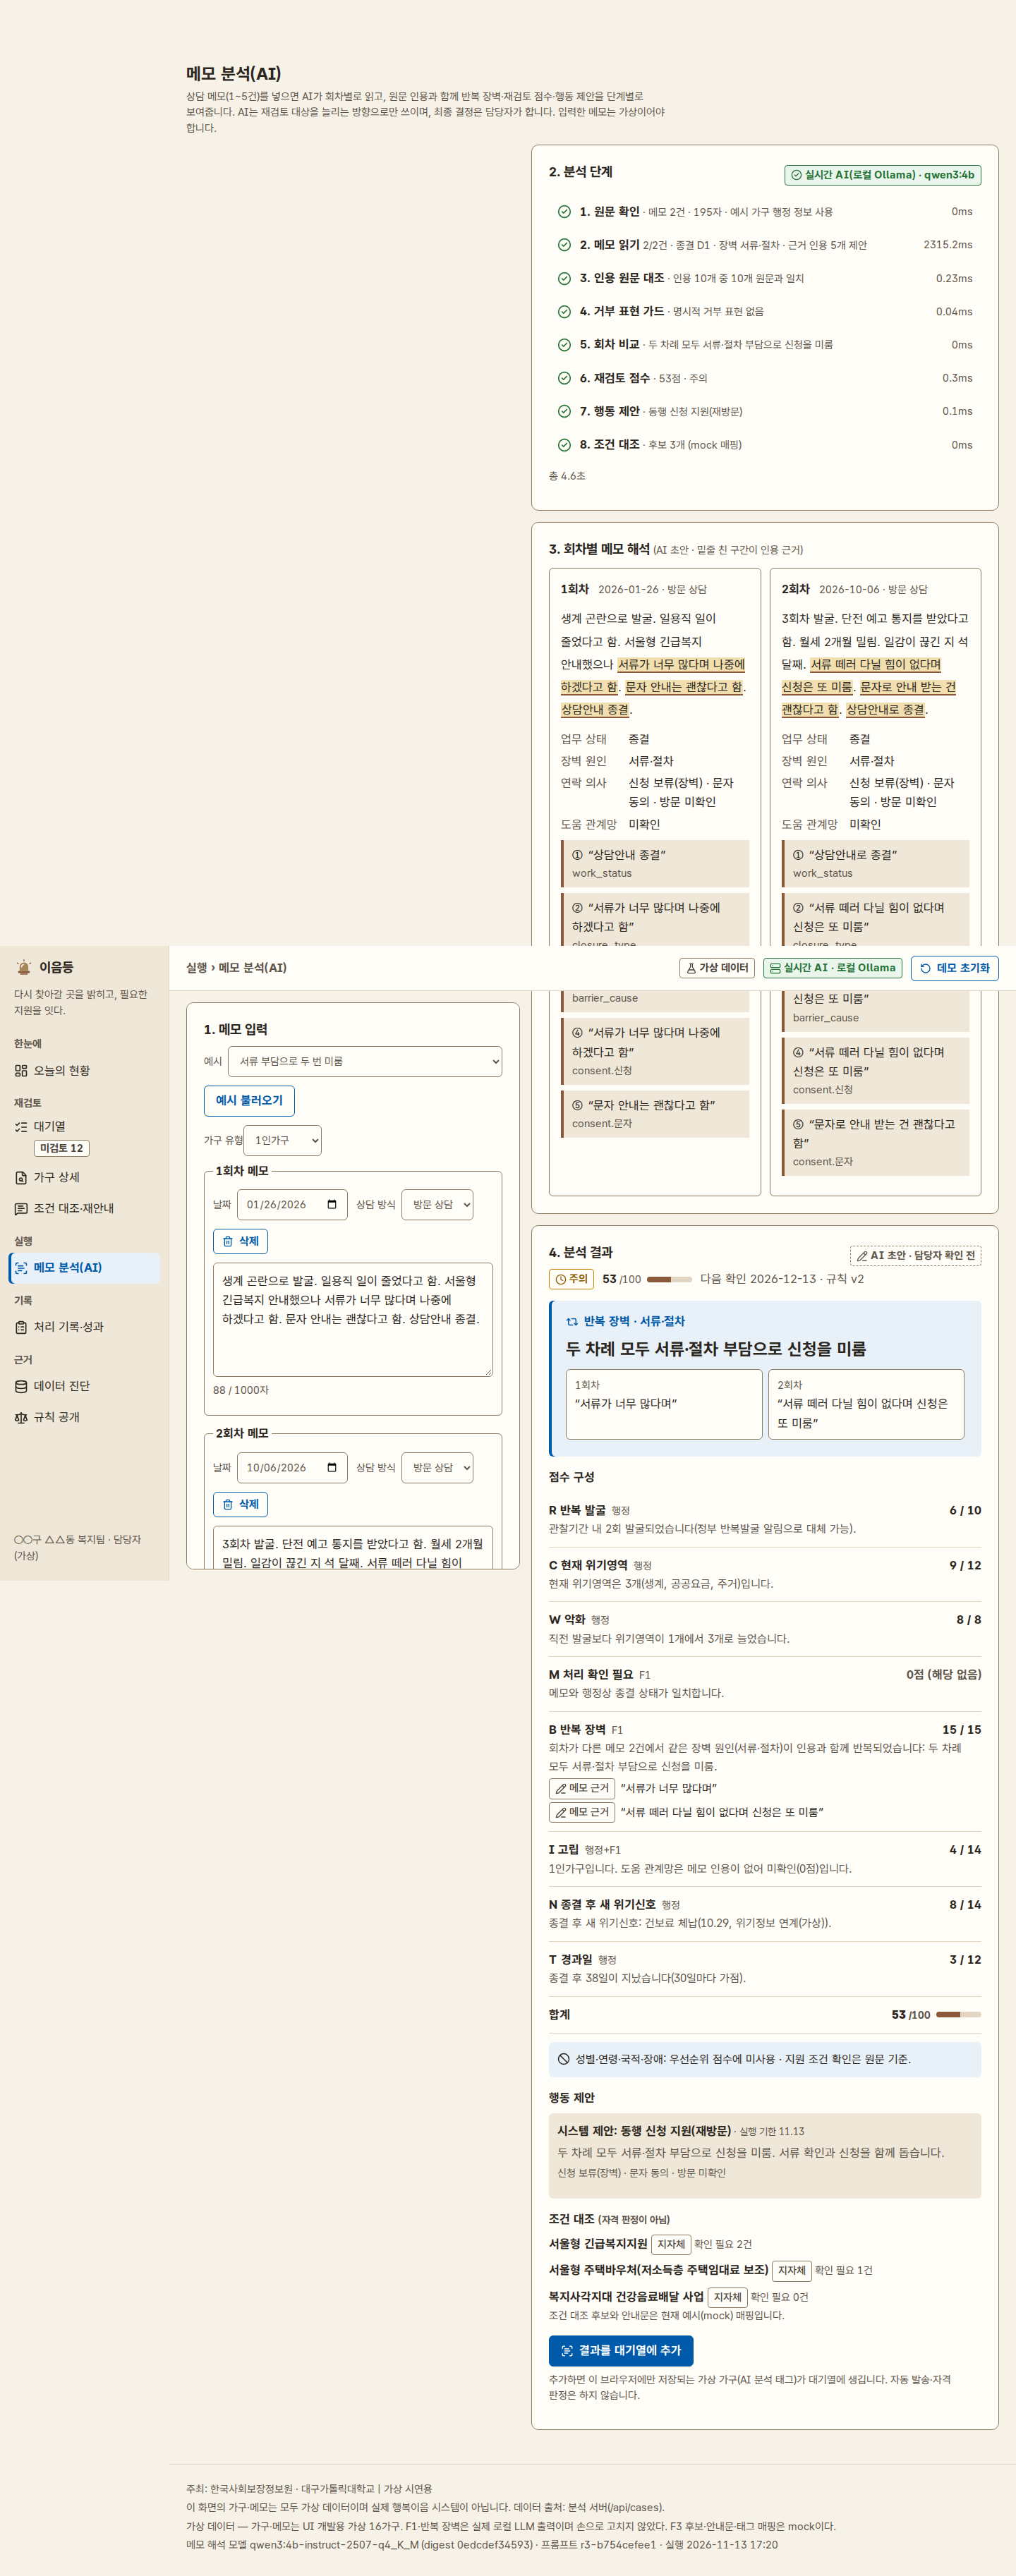 메모 분석(AI)
상담 메모(1~5건)를 넣으면 AI가 회차별로 읽고, 원문 인용과 함께 반복 장벽·재검토 점수·행동 제안을 단계별로
보여줍니다. AI는 재검토 대상을 늘리는 방향으로만 쓰이며, 최종 결정은 담당자가 합니다. 입력한 메모는 가상이어야
합니다.
2. 분석 단계
실시간 AI(로컬 Ollama) · qwen3:4b
1. 원문 확인 · 메모 2건 · 195자 · 예시 가구 행정 정보 사용 0ms
2. 메모 읽기 2/2건 · 종결 D1 · 장벽 서류·절차 · 근거 인용 5개 제안 2315.2ms
3. 인용 원문 대조 · 인용 10개 중 10개 원문과 일치 0.23ms
4. 거부 표현 가드 · 명시적 거부 표현 없음 0.04ms
5. 회차 비교 · 두 차례 모두 서류·절차 부담으로 신청을 미룸 0ms
6. 재검토 점수 · 53점 · 주의 0.3ms
7. 행동 제안 · 동행 신청 지원(재방문) 0.1ms
8. 조건 대조 · 후보 3개 (mock 매핑) 0ms
총 4.6초
3. 회차별 메모 해석 (AI 초안 · 밑줄 친 구간이 인용 근거)
1회차 2026-01-26 · 방문 상담
생계 곤란으로 발굴. 일용직 일이
줄었다고 함. 서울형 긴급복지
안내했으나 서류가 너무 많다며 나중에
하겠다고 함. 문자 안내는 괜찮다고 함.
상담안내 종결.
업무 상태 종결
장벽 원인 서류·절차
연락 의사 신청 보류(장벽) · 문자
동의 · 방문 미확인
도움 관계망 미확인
① “상담안내 종결”
work_status
② “서류가 너무 많다며 나중에
하겠다고 함”
closure_type
2회차 2026-10-06 · 방문 상담
3회차 발굴. 단전 예고 통지를 받았다고
함. 월세 2개월 밀림. 일감이 끊긴 지 석
달째. 서류 떼러 다닐 힘이 없다며
신청은 또 미룸. 문자로 안내 받는 건
괜찮다고 함. 상담안내로 종결.
업무 상태 종결
장벽 원인 서류·절차
연락 의사 신청 보류(장벽) · 문자
동의 · 방문 미확인
도움 관계망 미확인
① “상담안내로 종결”
work_status
② “서류 떼러 다닐 힘이 없다며
신청은 또 미룸”
closure_type
이음등
다시 찾아갈 곳을 밝히고, 필요한
지원을 잇다.
한눈에
오늘의 현황
재검토
대기열
미검토 12
가구 상세
조건 대조·재안내
실행
메모 분석(AI)
기록
처리 기록·성과
근거
데이터 진단
규칙 공개
○○구 △△동 복지팀 · 담당자
(가상)
실행 › 메모 분석(AI)
가상 데이터
실시간 AI · 로컬 Ollama
데모 초기화
1. 메모 입력
예시 서류 부담으로 두 번 미룸
예시 불러오기
가구 유형 1인가구
1회차 메모
날짜 01/26/2026 상담 방식 방문 상담
삭제
생계 곤란으로 발굴. 일용직 일이 줄었다고 함. 서울형
긴급복지 안내했으나 서류가 너무 많다며 나중에
하겠다고 함. 문자 안내는 괜찮다고 함. 상담안내 종결.
88 / 1000자
2회차 메모
날짜 10/06/2026 상담 방식 방문 상담
삭제
3회차 발굴. 단전 예고 통지를 받았다고 함. 월세 2개월
밀림. 일감이 끊긴 지 석 달째. 서류 떼러 다닐 힘이
barrier_cause
④ “서류가 너무 많다며 나중에
하겠다고 함”
consent.신청
⑤ “문자 안내는 괜찮다고 함”
consent.문자
신청은 또 미룸”
barrier_cause
④ “서류 떼러 다닐 힘이 없다며
신청은 또 미룸”
consent.신청
⑤ “문자로 안내 받는 건 괜찮다고
함”
consent.문자
4. 분석 결과
AI 초안 · 담당자 확인 전
주의 53 /100 다음 확인 2026-12-13 · 규칙 v2
반복 장벽 · 서류·절차
두 차례 모두 서류·절차 부담으로 신청을 미룸
1회차
“서류가 너무 많다며”
2회차
“서류 떼러 다닐 힘이 없다며 신청은
또 미룸”
점수 구성
R 반복 발굴 행정 6 / 10
관찰기간 내 2회 발굴되었습니다(정부 반복발굴 알림으로 대체 가능).
C 현재 위기영역 행정 9 / 12
현재 위기영역은 3개(생계, 공공요금, 주거)입니다.
W 악화 행정 8 / 8
직전 발굴보다 위기영역이 1개에서 3개로 늘었습니다.
M 처리 확인 필요 F1 0점 (해당 없음)
메모와 행정상 종결 상태가 일치합니다.
B 반복 장벽 F1 15 / 15
회차가 다른 메모 2건에서 같은 장벽 원인(서류·절차)이 인용과 함께 반복되었습니다: 두 차례
모두 서류·절차 부담으로 신청을 미룸.
메모 근거 “서류가 너무 많다며”
메모 근거 “서류 떼러 다닐 힘이 없다며 신청은 또 미룸”
I 고립 행정+F1 4 / 14
1인가구입니다. 도움 관계망은 메모 인용이 없어 미확인(0점)입니다.
N 종결 후 새 위기신호 행정 8 / 14
종결 후 새 위기신호: 건보료 체납(10.29, 위기정보 연계(가상)).
T 경과일 행정 3 / 12
종결 후 38일이 지났습니다(30일마다 가점).
합계 53 /100
성별·연령·국적·장애: 우선순위 점수에 미사용 · 지원 조건 확인은 원문 기준.
행동 제안
시스템 제안: 동행 신청 지원(재방문) · 실행 기한 11.13
두 차례 모두 서류·절차 부담으로 신청을 미룸. 서류 확인과 신청을 함께 돕습니다.
신청 보류(장벽) · 문자 동의 · 방문 미확인
조건 대조 (자격 판정이 아님)
서울형 긴급복지지원 지자체 확인 필요 2건
서울형 주택바우처(저소득층 주택임대료 보조) 지자체 확인 필요 1건
복지사각지대 건강음료배달 사업 지자체 확인 필요 0건
조건 대조 후보와 안내문은 현재 예시(mock) 매핑입니다.
결과를 대기열에 추가
추가하면 이 브라우저에만 저장되는 가상 가구(AI 분석 태그)가 대기열에 생깁니다. 자동 발송·자격
판정은 하지 않습니다.
주최: 한국사회보장정보원 · 대구가톨릭대학교 | 가상 시연용
이 화면의 가구·메모는 모두 가상 데이터이며 실제 행복이음 시스템이 아닙니다. 데이터 출처: 분석 서버(/api/cases).
가상 데이터 — 가구·메모는 UI 개발용 가상 16가구. F1·반복 장벽은 실제 로컬 LLM 출력이며 손으로 고치지 않았다. F3 후보·안내문·태그 매핑은 mock이다.
메모 해석 모델 qwen3:4b-instruct-2507-q4_K_M (digest 0edcdef34593) · 프롬프트 r3-b754cefee1 · 실행 2026-11-13 17:20